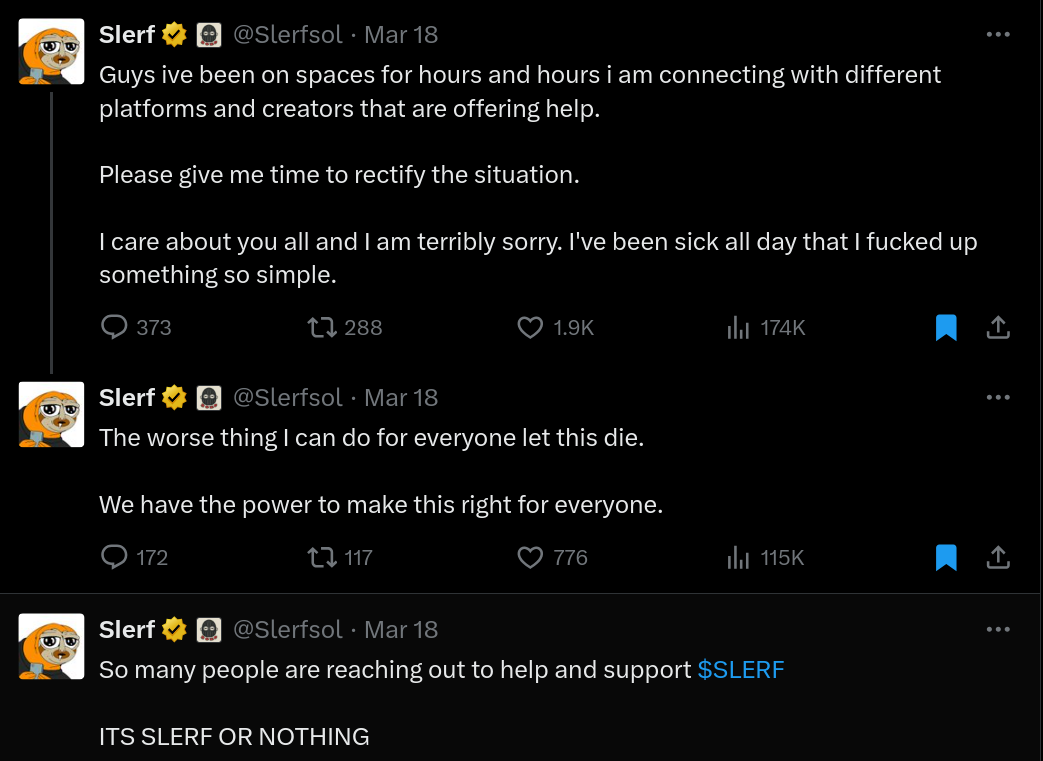 Slerf @Slerfsol · Mar 18
Guys ive been on spaces for hours and hours i am connecting with different
platforms and creators that are offering help.
Please give me time to rectify the situation.
I care about you all and I am terribly sorry. I've been sick all day that I fucked up
something so simple.
373 288 1.9K 174K
Slerf @Slerfsol · Mar 18
The worse thing I can do for everyone let this die.
We have the power to make this right for everyone.
172 117 776 115K
Slerf @Slerfsol · Mar 18
So many people are reaching out to help and support $SLERF
ITS SLERF OR NOTHING